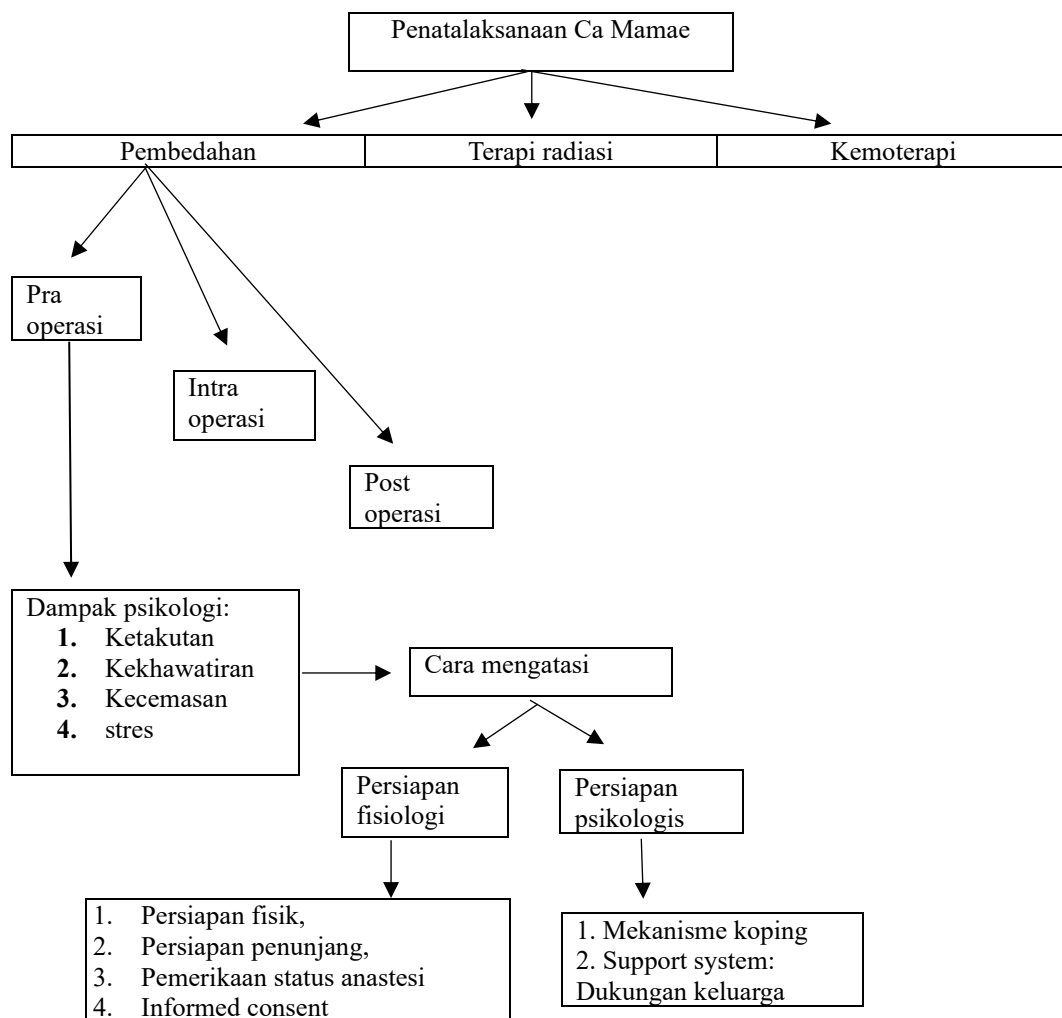 Penatalaksanaan Ca Mamae
Pembedahan
Terapi radiasi
Kemoterapi
Pra
operasi
Intra
operasi
Post
operasi
Dampak psikologi:
1. Ketakutan
2. Kekhawatiran
3. Kecemasan
4. stres
Cara mengatasi
Persiapan
fisiologi
Persiapan
psikologis
1. Persiapan fisik,
2. Persiapan penunjang,
3. Pemerikaan status anastesi
4. Informed consent
1. Mekanisme koping
2. Support system:
Dukungan keluarga